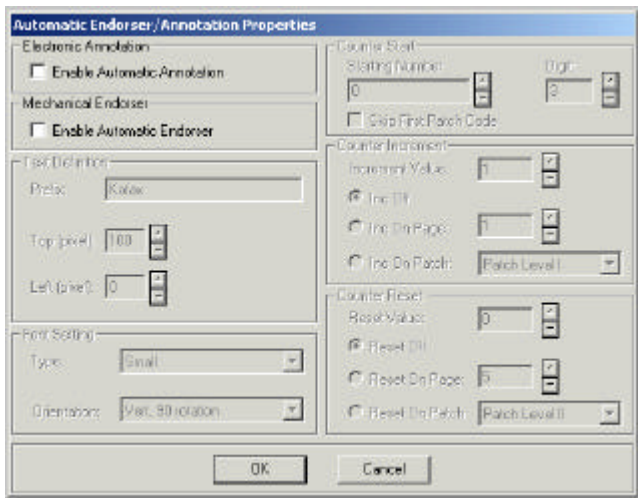 Automatic Endorser/Annotation Properties
Electronic Annotation
Enable Automatic Annotation
Mechanical Endorser
Enable Automatic Endorser
Text Definition
Prefix:
Top (pixel)
100
Left (pixel):
0
Font Setting
Type:
Small
Orientation:
Vert. 90 rotation
Counter Start
Starting Number
Digit:
0
3
Skip First Patch Code
Counter Increment
Increment Value:
1
Inc Off
Inc On Page:
1
Inc On Patch:
Patch Level I
Counter Reset
Reset Value:
0
Reset Off
Reset On Page:
5
Reset On Patch:
Patch Level II
OK
Cancel